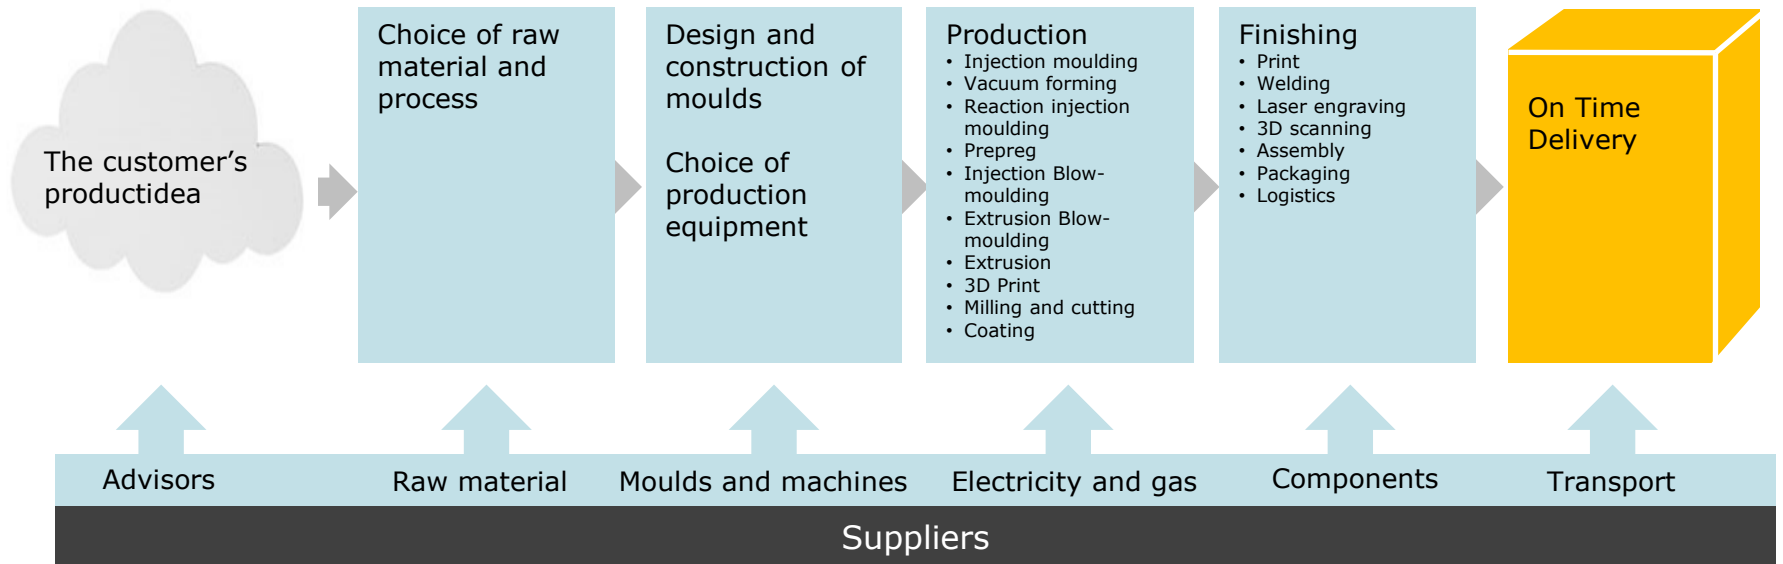 The customer's
productidea
Choice of raw
material and
process
Design and
construction of
moulds
Choice of
production
equipment
Production
• Injection moulding
• Vacuum forming
• Reaction injection
moulding
• Prepreg
• Injection Blow-
moulding
• Extrusion Blow-
moulding
• Extrusion
• 3D Print
• Milling and cutting
• Coating
Finishing
• Print
• Welding
• Laser engraving
• 3D scanning
• Assembly
• Packaging
• Logistics
On Time
Delivery
Advisors
Raw material
Moulds and machines
Electricity and gas
Components
Transport
Suppliers